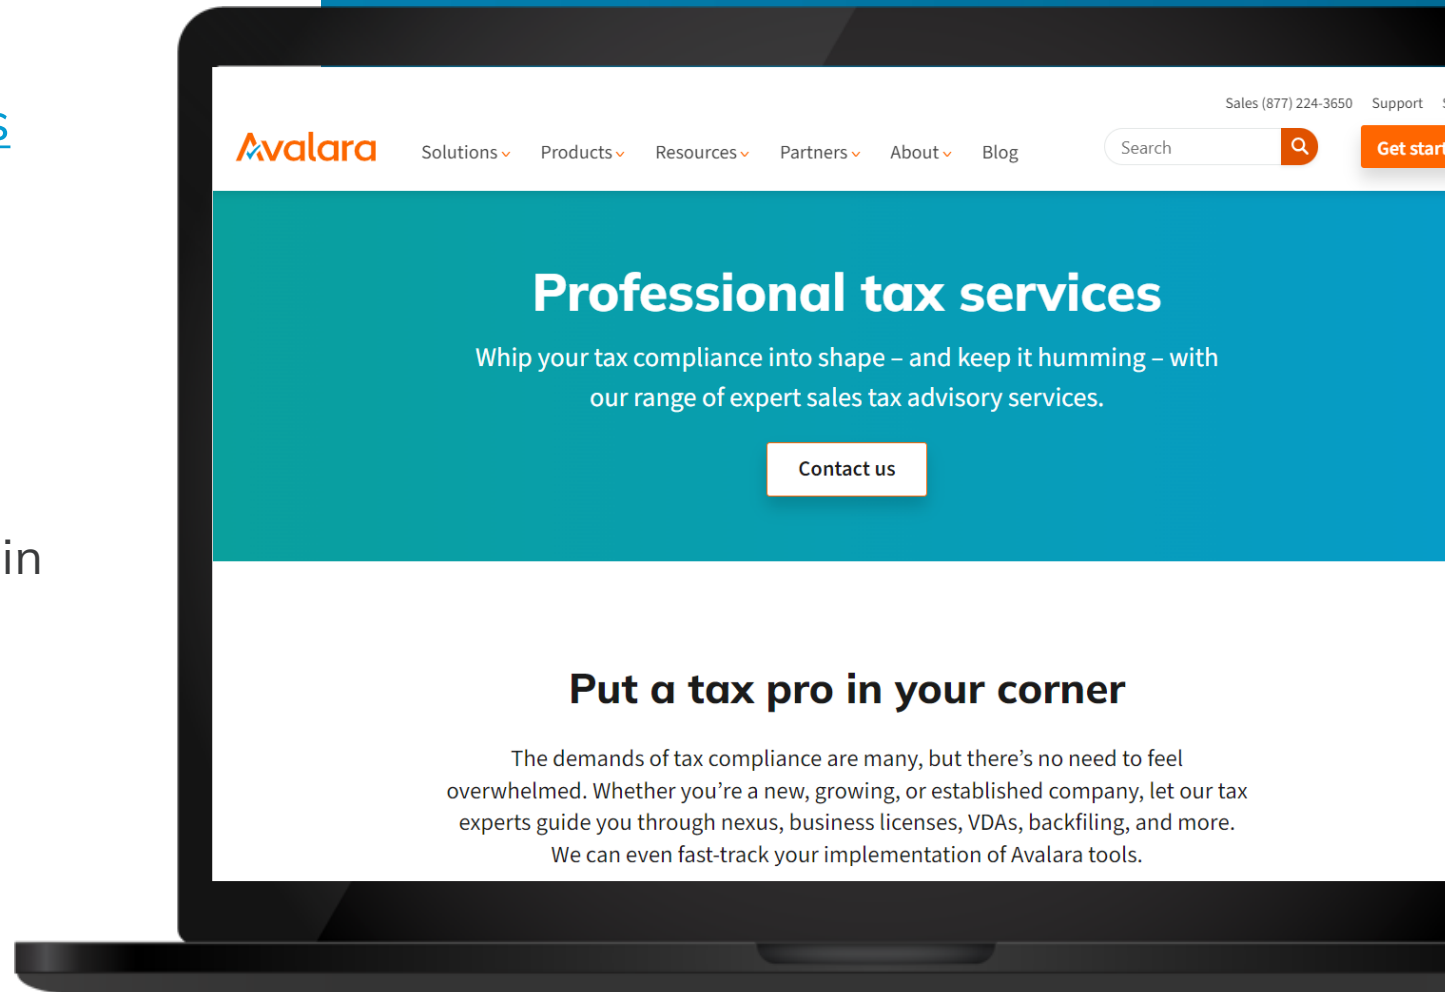 s
in
Sales (877) 224-3650 Support S
Avalara Solutions Products Resources Partners About Blog Search Get start
Professional tax services
Whip your tax compliance into shape – and keep it humming – with
our range of expert sales tax advisory services.
Contact us
Put a tax pro in your corner
The demands of tax compliance are many, but there’s no need to feel
overwhelmed. Whether you’re a new, growing, or established company, let our tax
experts guide you through nexus, business licenses, VDAs, backfiling, and more.
We can even fast-track your implementation of Avalara tools.